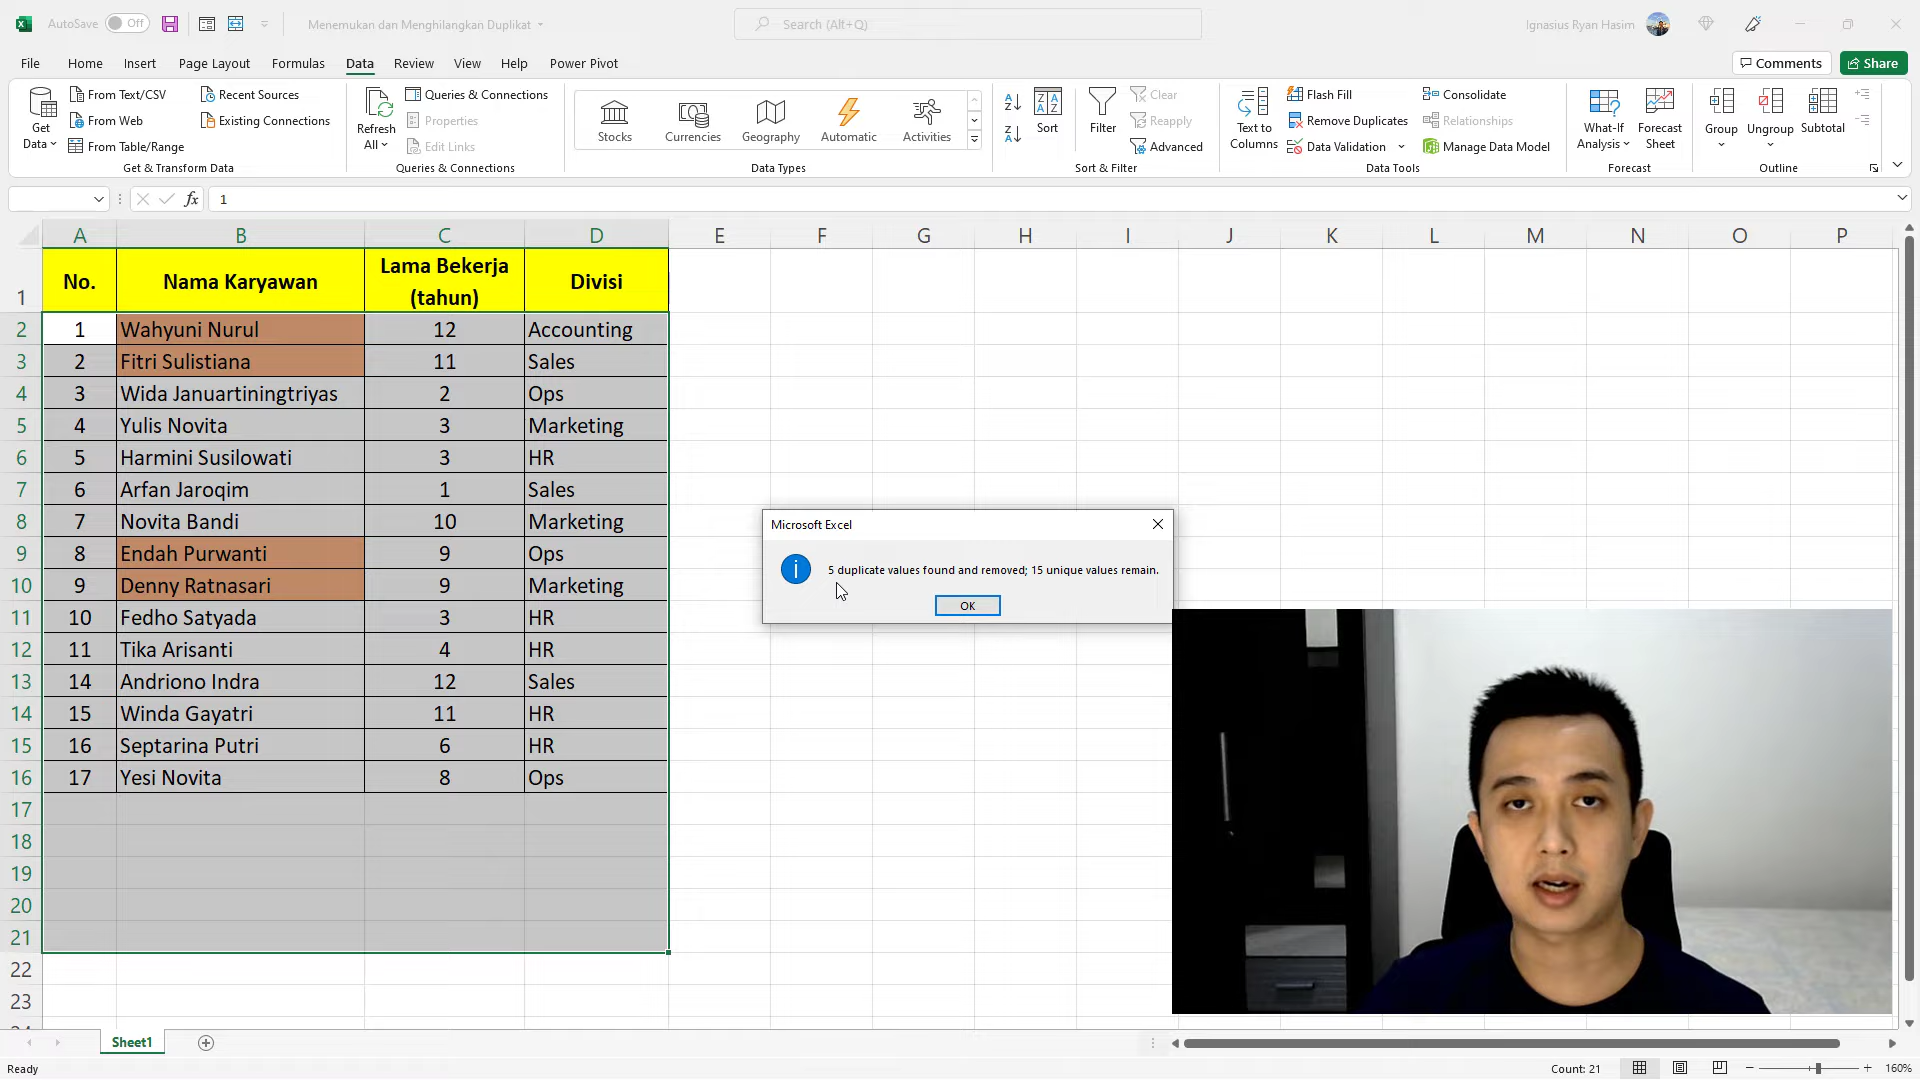 AutoSave Off Menemukan dan Menghilangkan Duplikat Search (Alt+Q) Ignasius Ryan Hasim
File Home Insert Page Layout Formulas Data Review View Help Power Pivot Comments Share
Get Data
From Text/CSV
From Web
From Table/Range
Recent Sources
Existing Connections
Get & Transform Data
Refresh All
Queries & Connections
Properties
Edit Links
Queries & Connections
Stocks Currencies Geography Automatic Activities
Data Types
Sort
Filter
Clear
Reapply
Advanced
Sort & Filter
Text to Columns
Flash Fill
Remove Duplicates
Data Validation
Consolidate
Relationships
Manage Data Model
Data Tools
What-If Analysis
Forecast Sheet
Forecast
Group Ungroup Subtotal
Outline
fx 1
A B C D E F G H I J K L M N O P
1 No. Nama Karyawan Lama Bekerja (tahun) Divisi
2 1 Wahyuni Nurul 12 Accounting
3 2 Fitri Sulistiana 11 Sales
4 3 Wida Januartiningtriyas 2 Ops
5 4 Yulis Novita 3 Marketing
6 5 Harmini Susilowati 3 HR
7 6 Arfan Jaroqim 1 Sales
8 7 Novita Bandi 10 Marketing
9 8 Endah Purwanti 9 Ops
10 9 Denny Ratnasari 9 Marketing
11 10 Fedho Satyada 3 HR
12 11 Tika Arisanti 4 HR
13 14 Andriono Indra 12 Sales
14 15 Winda Gayatri 11 HR
15 16 Septarina Putri 6 HR
16 17 Yesi Novita 8 Ops
17
18
19
20
21
22
23
Microsoft Excel
5 duplicate values found and removed; 15 unique values remain.
OK
Sheet1
Ready Count: 21 160%